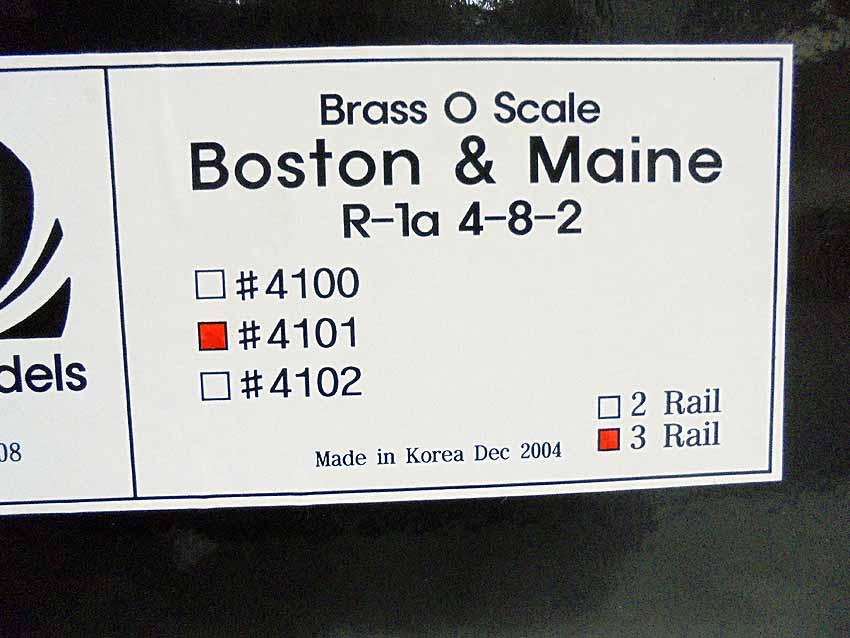 Brass O Scale
Boston & Maine
R-1a 4-8-2
#4100
#4101
#4102
2 Rail
3 Rail
Made in Korea Dec 2004
dels
08